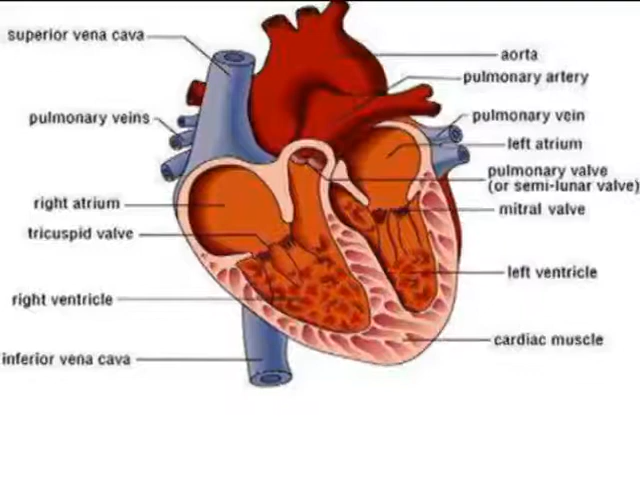 superior vena cava
pulmonary veins
right atrium
tricuspid valve
right ventricle
inferior vena cava
aorta
pulmonary artery
pulmonary vein
left atrium
pulmonary valve
(or semi-lunar valve)
mitral valve
left ventricle
cardiac muscle